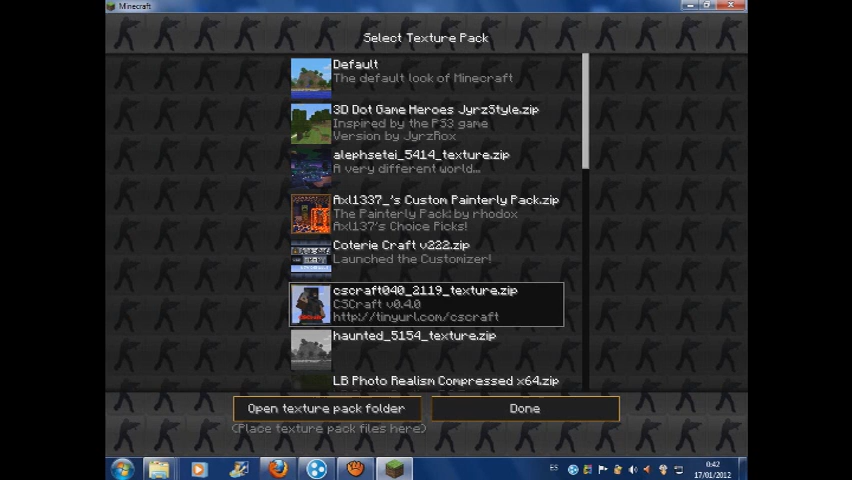 Minecraft
Select Texture Pack
Default
The default look of Minecraft
3D Dot Game Heroes JyrzStyle.zip
Inspired by the PS3 game
Version by JyrzRox
alephsetei_5414_texture.zip
A very different world...
Axl1337_'s Custom Painterly Pack.zip
The Painterly Pack: by rhodox
Axl137's Choice Picks!
Coterie Craft v222.zip
Launched the Customizer!
cscraft040_2119_texture.zip
CSCraft v0.4.0
http://tinyurl.com/cscraft
haunted_5154_texture.zip
LB Photo Realism Compressed x64.zip
Open texture pack folder
Done
(Place texture pack files here)
ES
0:42
17/01/2012